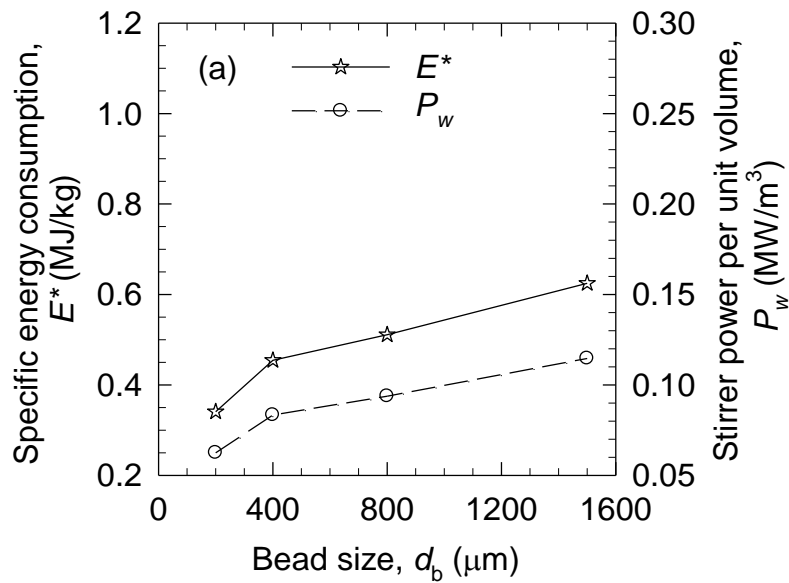 (a)
E*
P_w
1.2
1.0
0.8
0.6
0.4
0.2
Specific energy consumption,
E* (MJ/kg)
0.30
0.25
0.20
0.15
0.10
0.05
Stirrer power per unit volume,
P_w (MW/m³)
0 400 800 1200 1600
Bead size, d_b (μm)